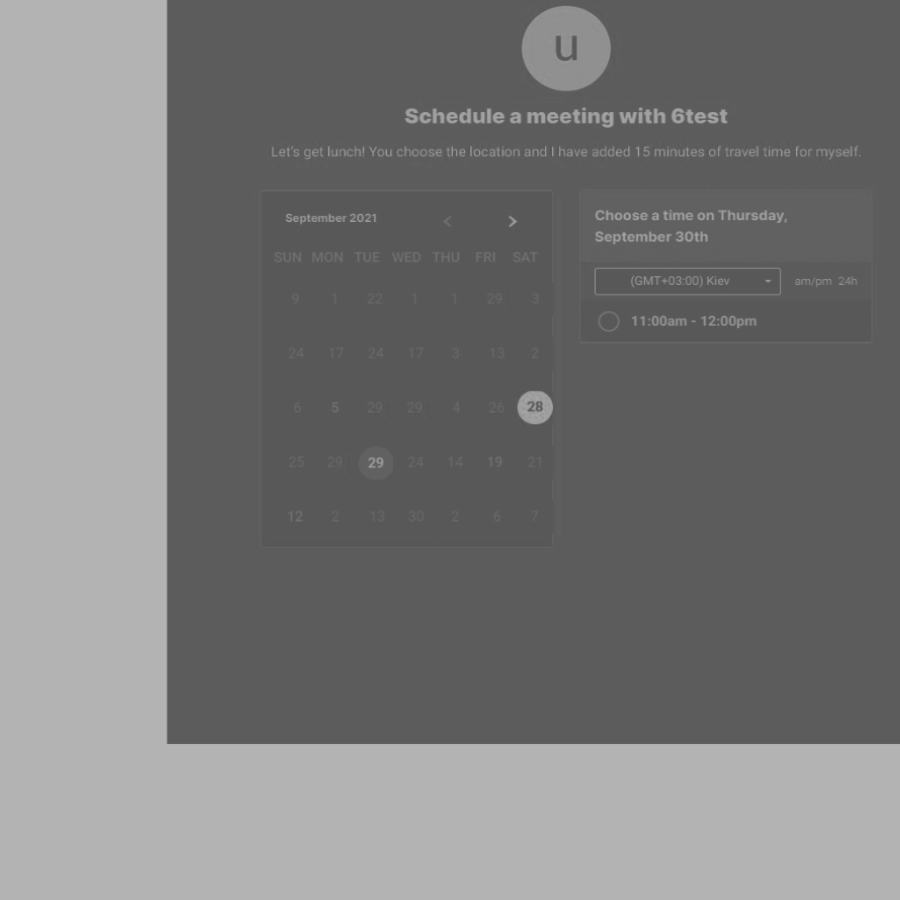 u
Schedule a meeting with 6test
Let's get lunch! You choose the location and I have added 15 minutes of travel time for myself.
September 2021 < >
SUN MON TUE WED THU FRI SAT
9 1 22 1 1 29 3
24 17 24 17 3 13 2
6 5 29 29 4 26 28
25 29 29 24 14 19 21
12 2 13 30 2 6 7
Choose a time on Thursday,
September 30th
(GMT+03:00) Kiev am/pm 24h
11:00am - 12:00pm